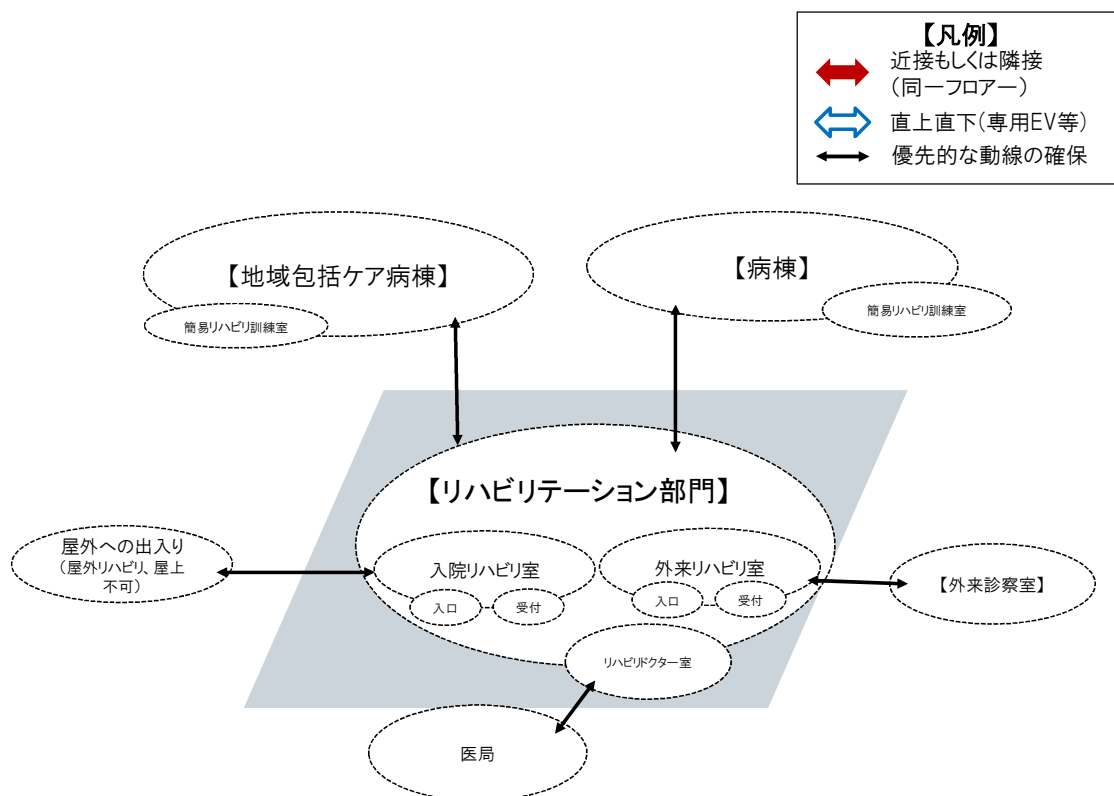 【凡例】
近接もしくは隣接
(同一フロアー)
直上直下(専用EV等)
優先的な動線の確保
【地域包括ケア病棟】
簡易リハビリ訓練室
【病棟】
簡易リハビリ訓練室
【リハビリテーション部門】
屋外への出入り
(屋外リハビリ、屋上
不可)
入院リハビリ室
入口
受付
外来リハビリ室
入口
受付
【外来診察室】
リハビリドクター室
医局